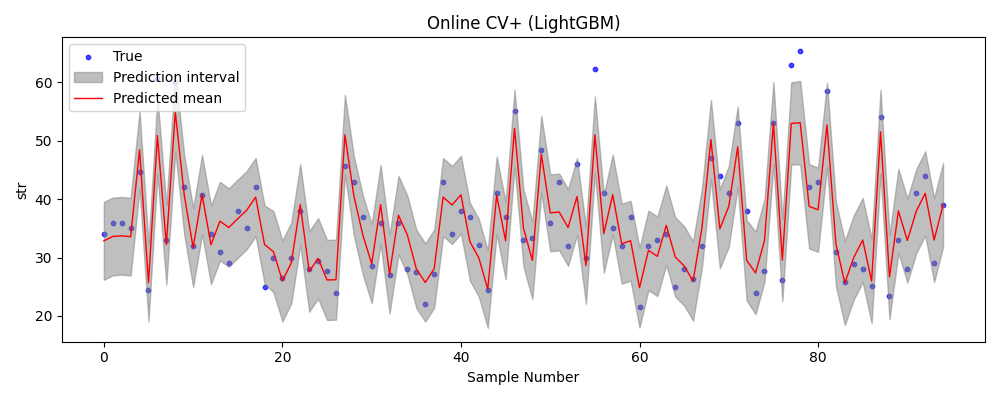 Online CV+ (LightGBM)
True
Prediction interval
Predicted mean
str
60
50
40
30
20
0
20
40
60
80
Sample Number